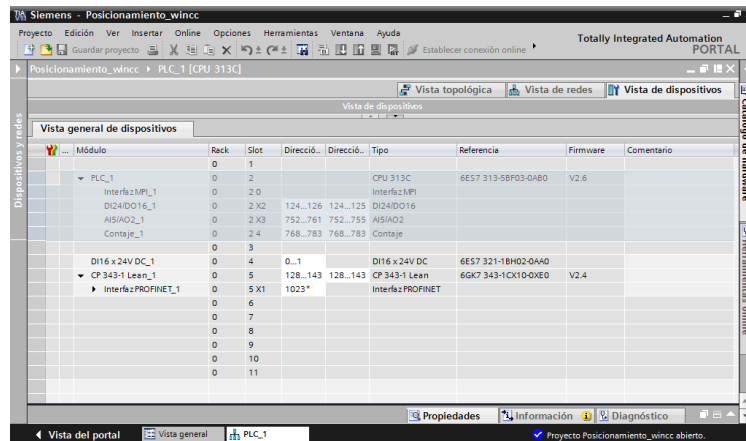 Siemens - Posicionamiento_wincc
Proyecto Edición Ver Insertar Online Opciones Herramientas Ventana Ayuda
Totally Integrated Automation
PORTAL
Guardar proyecto
Establecer conexión online
Posicionamiento_wincc PLC_1 [CPU 313C]
Vista topológica Vista de redes Vista de dispositivos
Vista de dispositivos
Vista general de dispositivos
... Módulo Rack Slot Direcció.. Direcció.. Tipo Referencia Firmware Comentario
0 1
PLC_1 0 2 CPU 313C 6ES7 313-5BF03-0AB0 V2.6
Interfaz MPI_1 0 2 0 Interfaz MPI
DI24/DO16_1 0 2 X2 124...126 124...125 DI24/DO16
AI5/AO2_1 0 2 X3 752...761 752...755 AI5/AO2
Contaje_1 0 2 4 768...783 768...783 Contaje
0 3
DI16 x 24V DC_1 0 4 0...1 DI16 x 24V DC 6ES7 321-1BH02-0AA0
CP 343-1 Lean_1 0 5 128...143 128...143 CP 343-1 Lean 6GK7 343-1CX10-0XE0 V2.4
Interfaz PROFINET_1 0 5 X1 1023* Interfaz PROFINET
0 6
0 7
0 8
0 9
0 10
0 11
Dispositivos y redes
Catálogo de hardware
Herramientas online
Propiedades Información Diagnóstico
Vista del portal Vista general PLC_1
Proyecto Posicionamiento_wincc abierto.